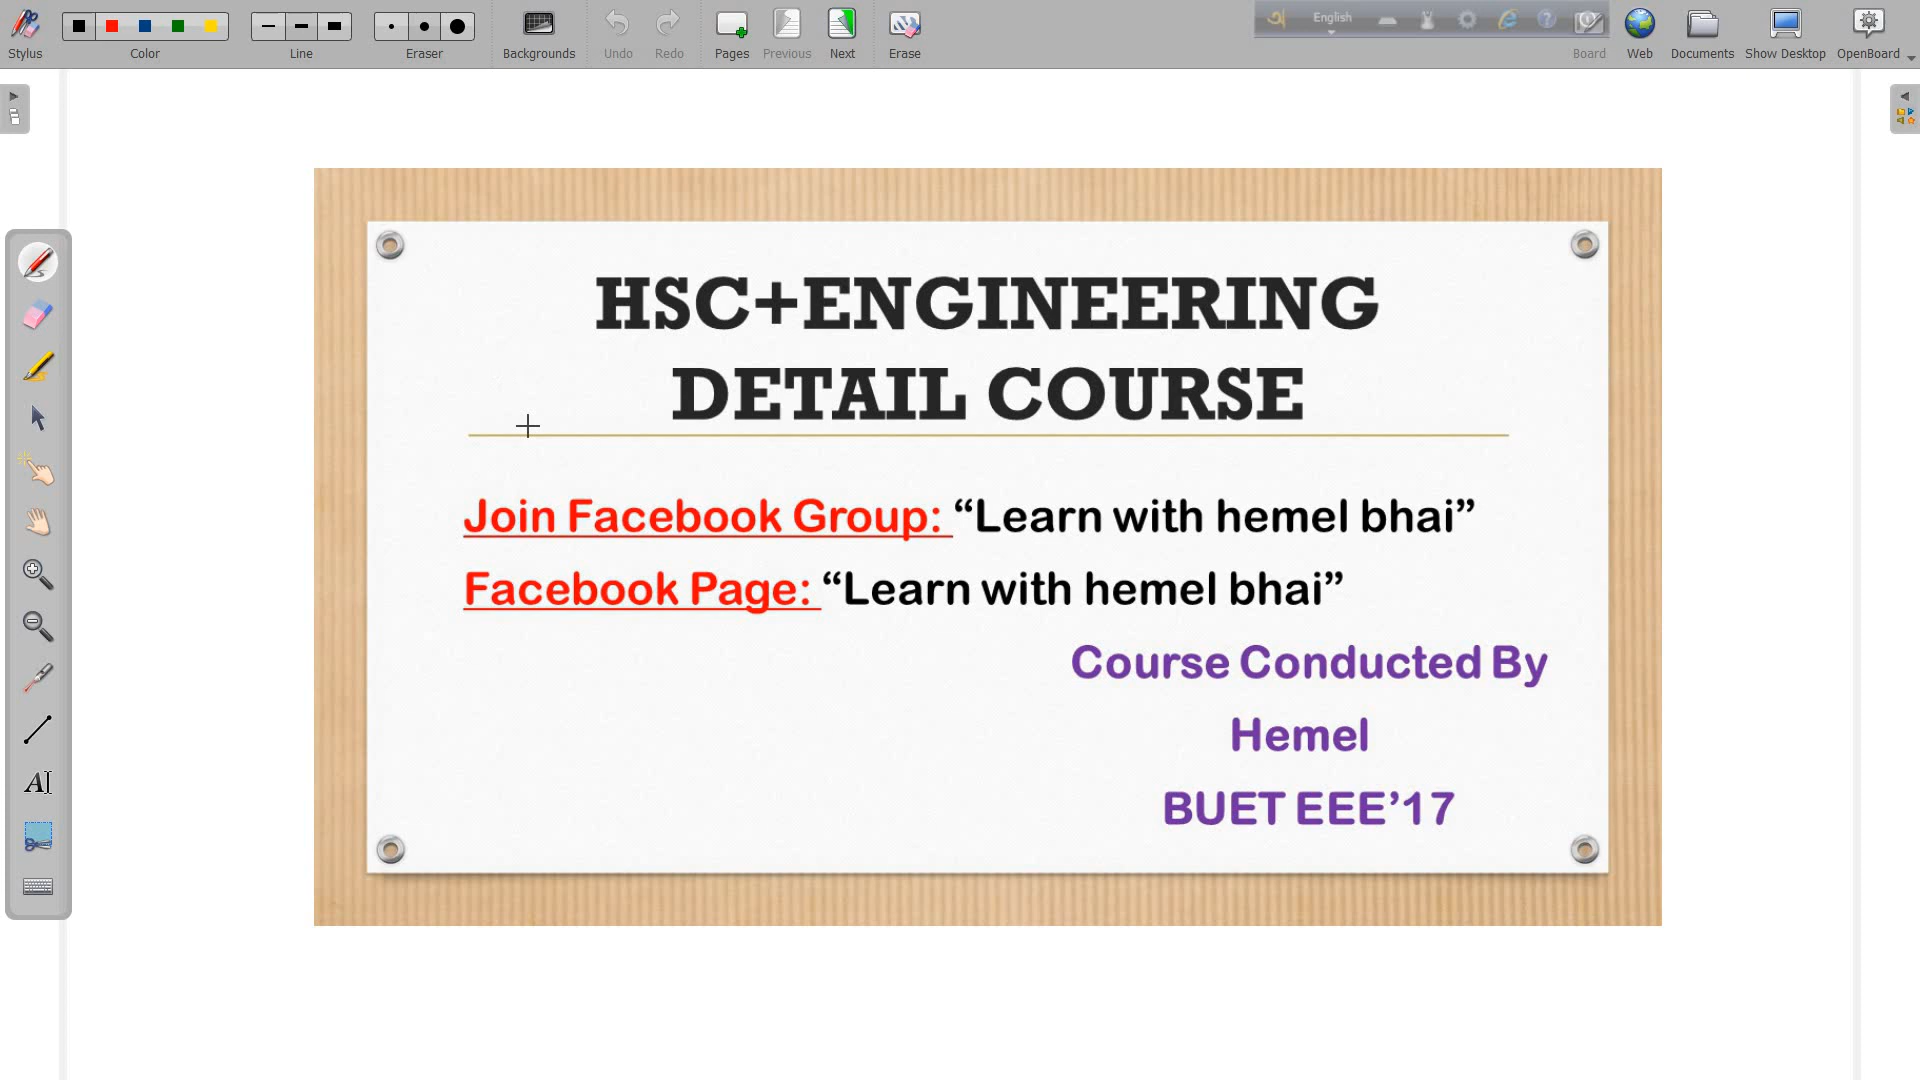 Stylus Color Line Eraser Backgrounds Undo Redo Pages Previous Next Erase English Board Web Documents Show Desktop OpenBoard
HSC+ENGINEERING
DETAIL COURSE
Join Facebook Group: “Learn with hemel bhai”
Facebook Page: “Learn with hemel bhai”
Course Conducted By
Hemel
BUET EEE’17